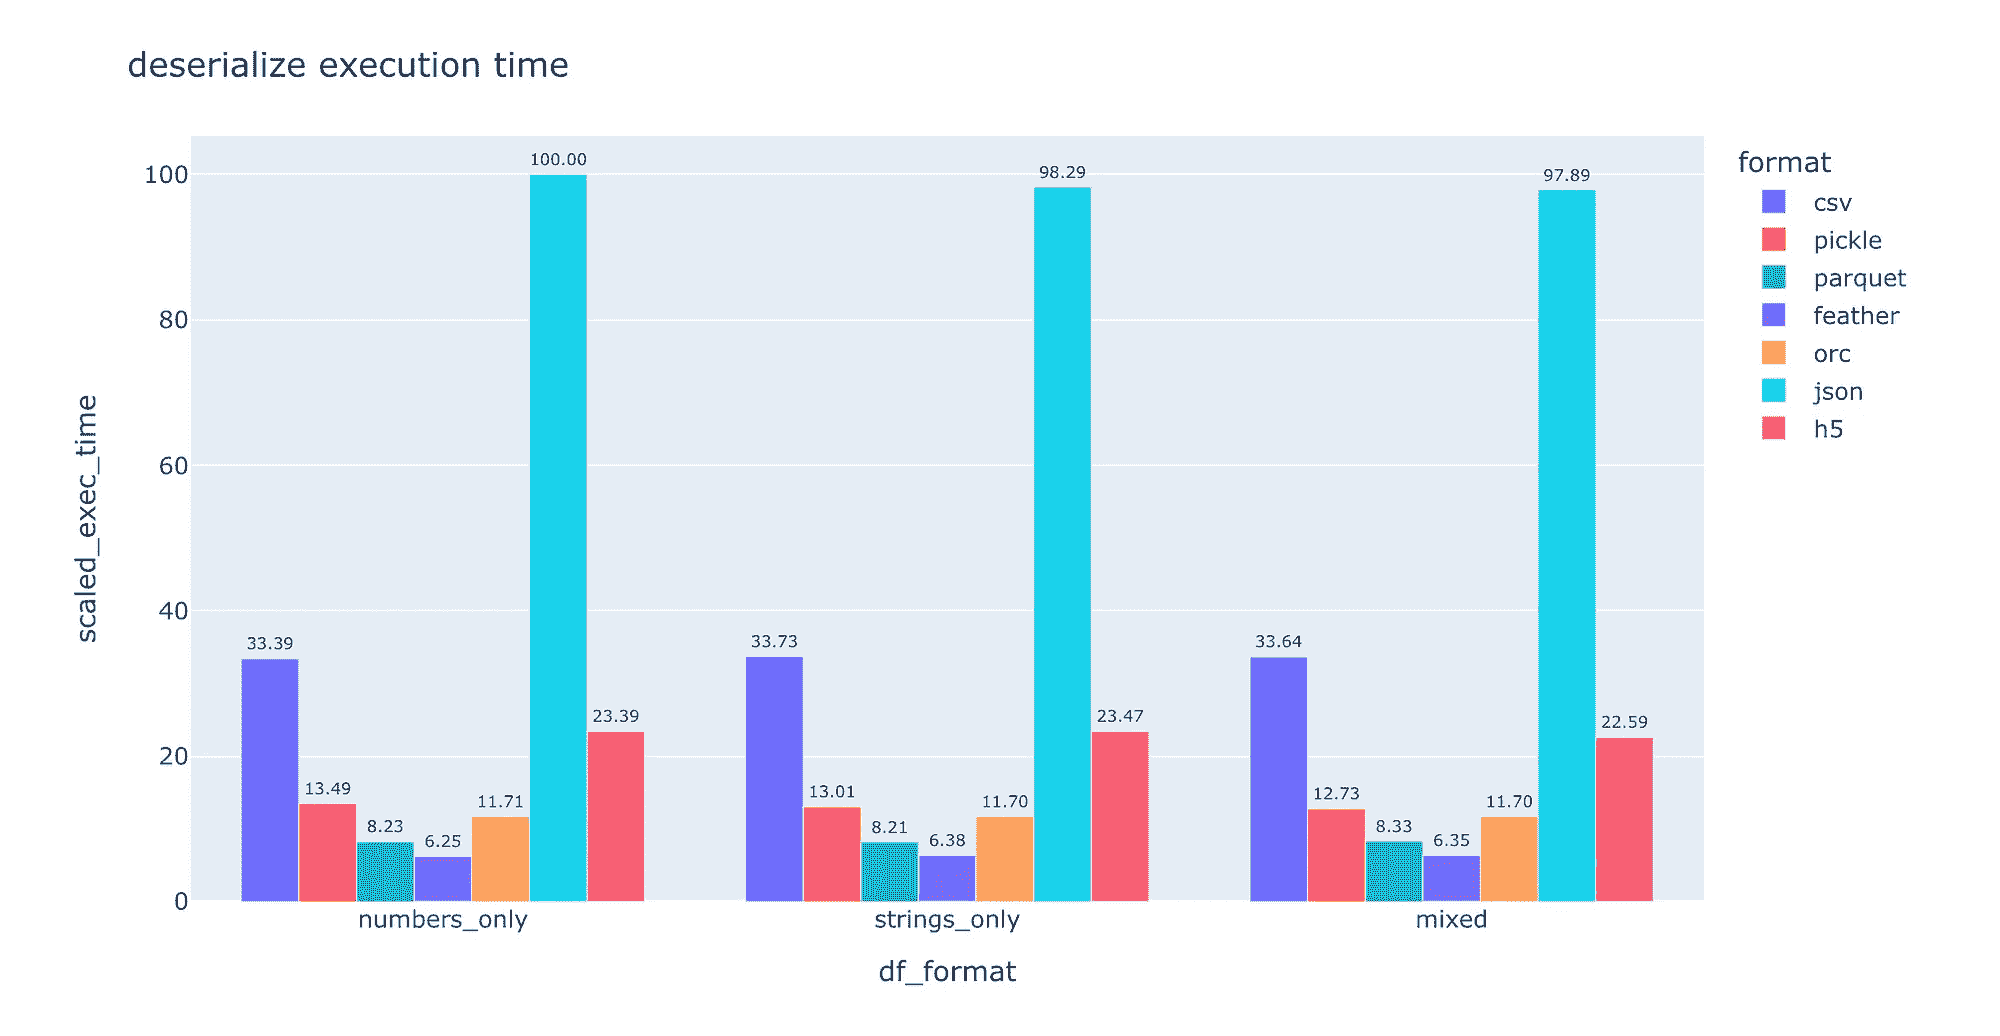 deserialize execution time
format
csv
pickle
parquet
feather
orc
json
h5
scaled_exec_time
100
80
60
40
20
0
33.39
13.49
8.23
6.25
11.71
100.00
23.39
33.73
13.01
8.21
6.38
11.70
98.29
23.47
33.64
12.73
8.33
6.35
11.70
97.89
22.59
numbers_only
strings_only
mixed
df_format